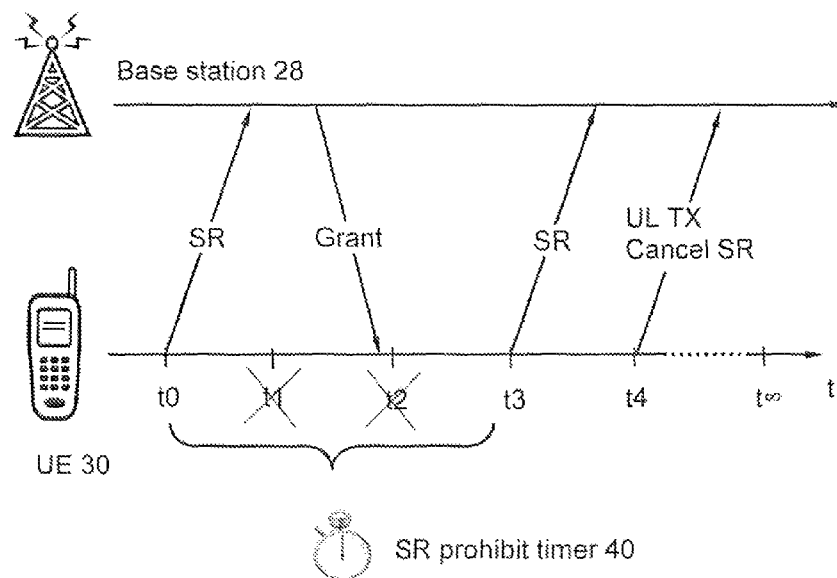 Base station 28
SR
Grant
SR
UL TX
Cancel SR
t0
t1
t2
t3
t4
t∞
t
UE 30
SR prohibit timer 40